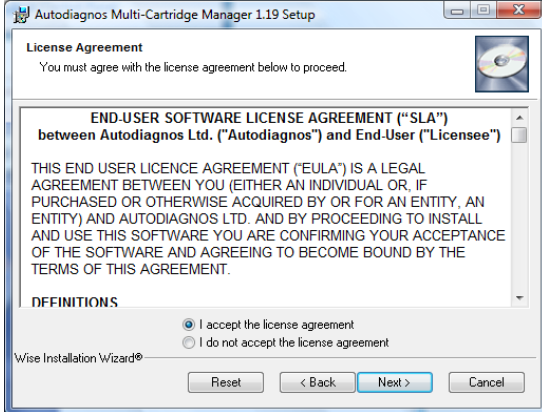 Autodiagnos Multi-Cartridge Manager 1.19 Setup
License Agreement
You must agree with the license agreement below to proceed.
END-USER SOFTWARE LICENSE AGREEMENT (“SLA”)
between Autodiagnos Ltd. ("Autodiagnos") and End-User ("Licensee")
THIS END USER LICENCE AGREEMENT (“EULA”) IS A LEGAL
AGREEMENT BETWEEN YOU (EITHER AN INDIVIDUAL OR, IF
PURCHASED OR OTHERWISE ACQUIRED BY OR FOR AN ENTITY, AN
ENTITY) AND AUTODIAGNOS LTD. AND BY PROCEEDING TO INSTALL
AND USE THIS SOFTWARE YOU ARE CONFIRMING YOUR ACCEPTANCE
OF THE SOFTWARE AND AGREEING TO BECOME BOUND BY THE
TERMS OF THIS AGREEMENT.
DEFINITIONS
I accept the license agreement
I do not accept the license agreement
Wise Installation Wizard®
Reset
< Back
Next >
Cancel